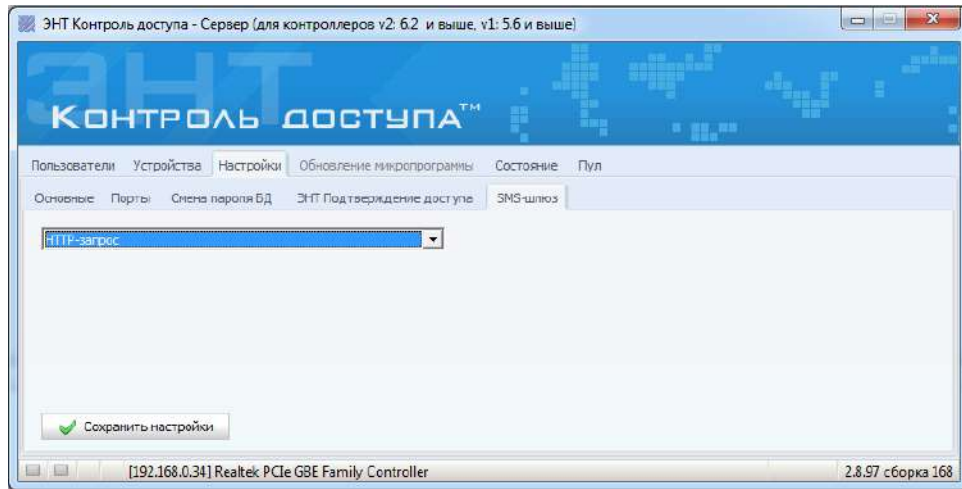 ЭНТ Контроль доступа - Сервер (для контроллеров v2: 6.2 и выше, v1: 5.6 и выше)
ЭНТ
Контроль доступа™
Пользователи Устройства Настройки Обновление микропрограммы Состояние Пул
Основные Порты Смена пароля БД ЭНТ Подтверждение доступа SMS-шлюз
HTTP-запрос
Сохранить настройки
[192.168.0.34] Realtek PCIe GBE Family Controller 2.8.97 сборка 168